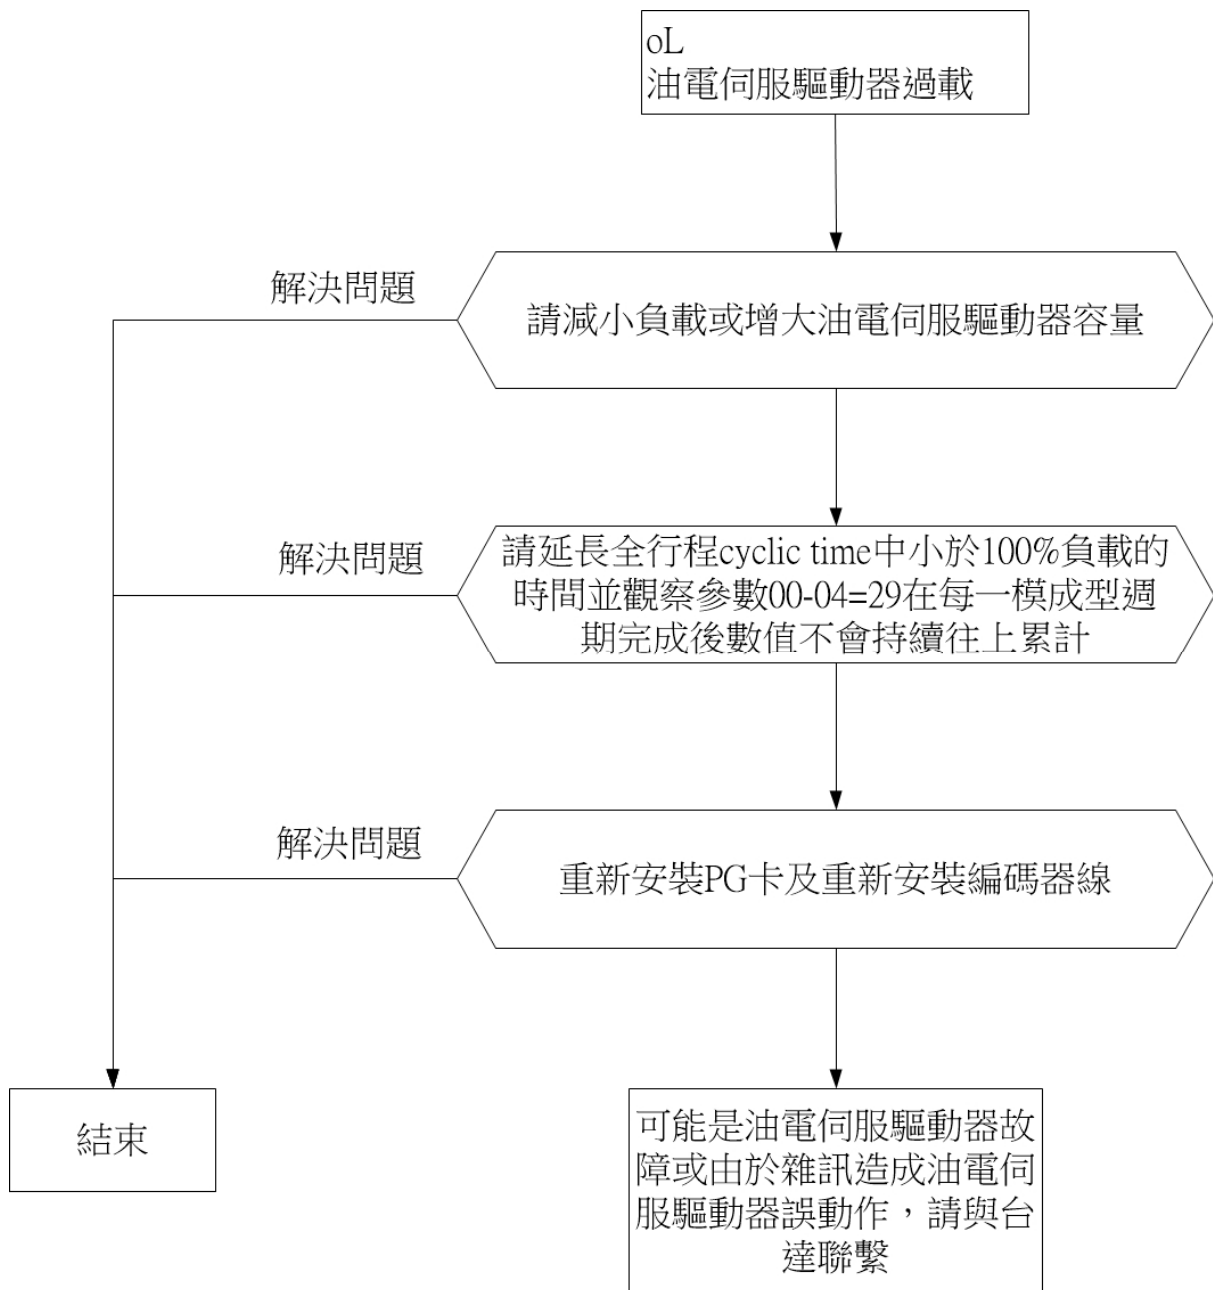 oL
油電伺服驅動器過載
解決問題
請減小負載或增大油電伺服驅動器容量
解決問題
請延長全行程cyclic time中小於100%負載的
時間並觀察參數00-04=29在每一模成型週
期完成後數值不會持續往上累計
解決問題
重新安裝PG卡及重新安裝編碼器線
結束
可能是油電伺服驅動器故
障或由於雜訊造成油電伺
服驅動器誤動作，請與台
達聯繫